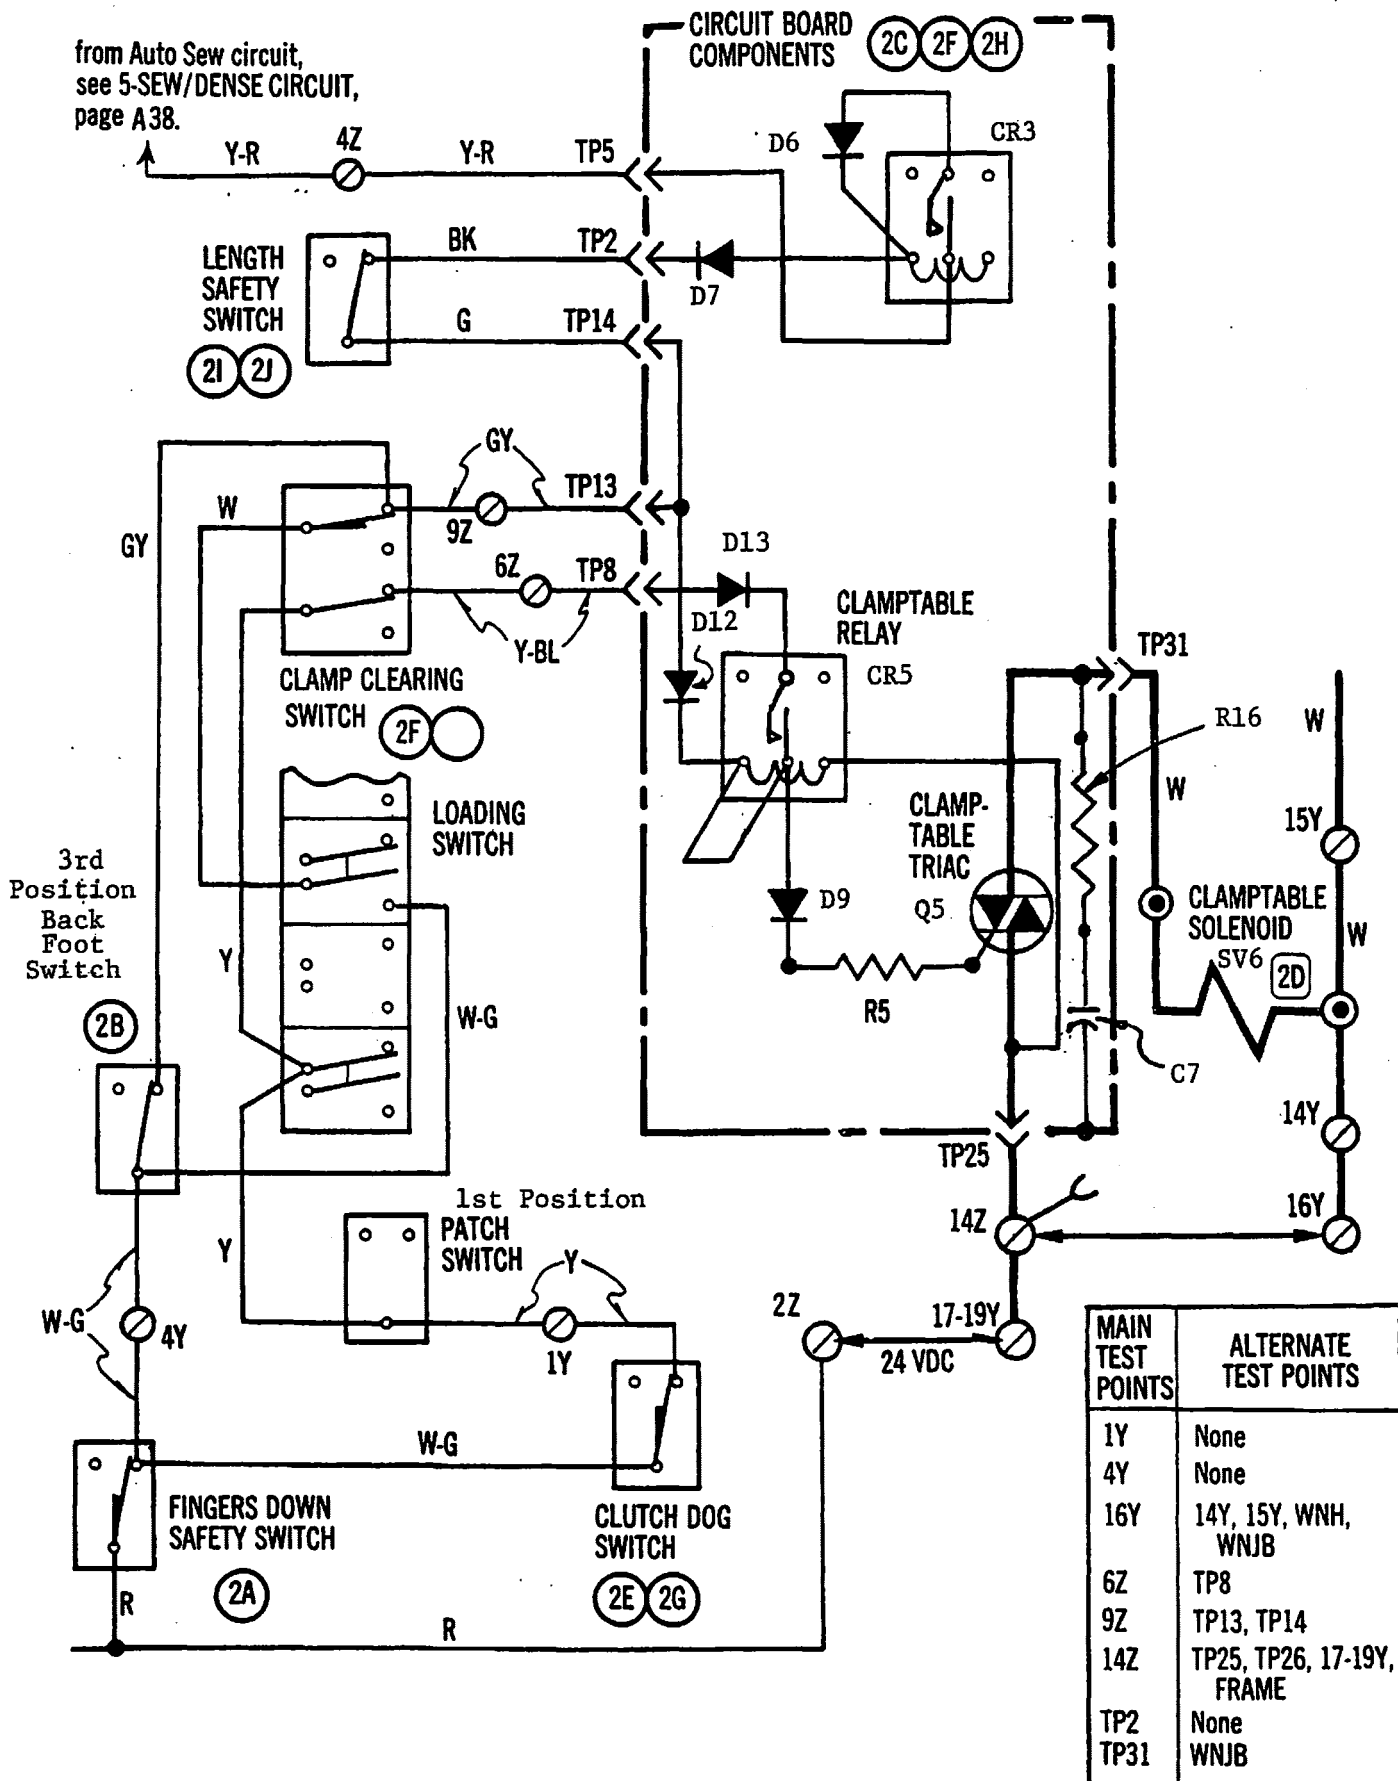 CIRCUIT BOARD
COMPONENTS
2C
2F
2H
from Auto Sew circuit,
see 5-SEW/DENSE CIRCUIT,
page A38.
Y-R
4Z
Y-R
TP5
D6
CR3
LENGTH
SAFETY
SWITCH
2I
2J
BK
TP2
D7
G
TP14
GY
W
GY
9Z
TP13
6Z
TP8
Y-BL
D13
D12
CLAMPTABLE
RELAY
CR5
TP31
CLAMP CLEARING
SWITCH
2F
R16
W
W
LOADING
SWITCH
CLAMP-
TABLE
TRIAC
15Y
3rd
Position
Back
Foot
Switch
D9
Q5
CLAMPTABLE
SOLENOID
SV6
2D
W
Y
W-G
R5
2B
C7
14Y
TP25
1st Position
PATCH
SWITCH
14Z
16Y
Y
Y
W-G
4Y
1Y
2Z
17-19Y
24 VDC
W-G
FINGERS DOWN
SAFETY SWITCH
2A
CLUTCH DOG
SWITCH
2E
2G
R
R
MAIN
TEST
POINTS
ALTERNATE
TEST POINTS
1Y None
4Y None
16Y 14Y, 15Y, WNH,
WNJB
6Z TP8
9Z TP13, TP14
14Z TP25, TP26, 17-19Y,
FRAME
TP2 None
TP31 WNJB